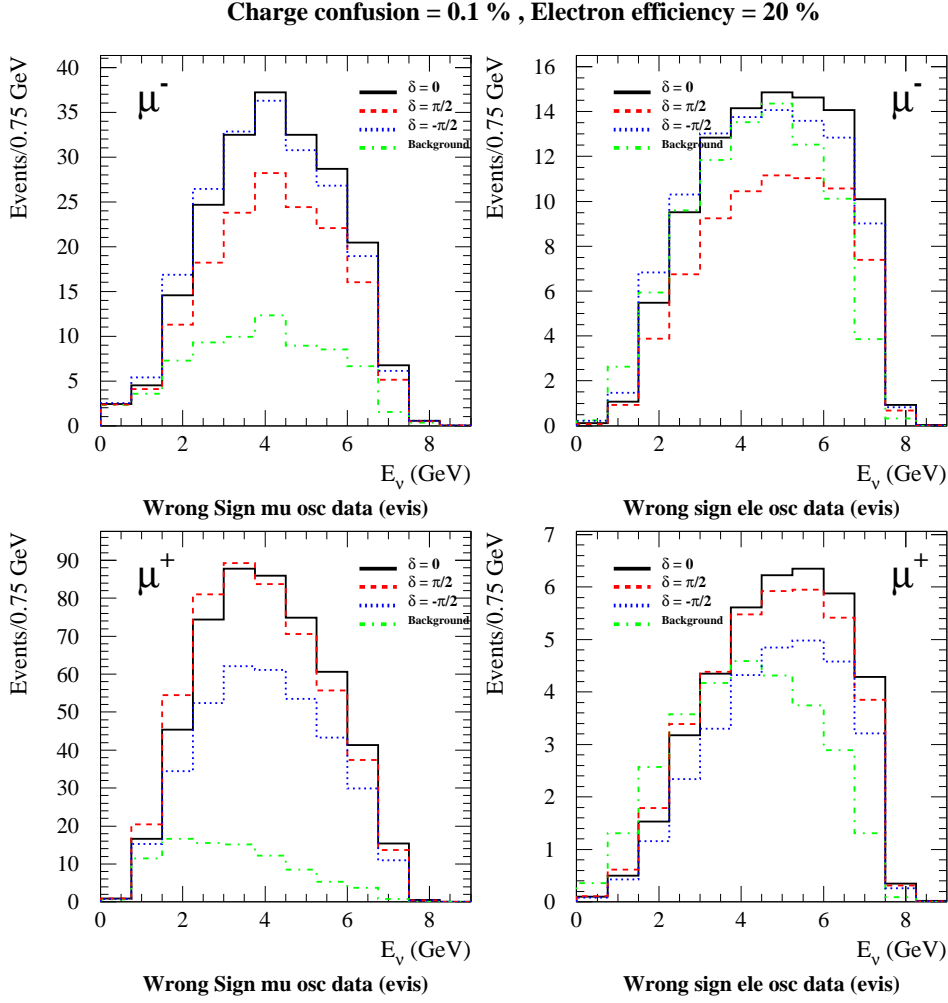 Charge confusion = 0.1 % , Electron efficiency = 20 %
Events/0.75 GeV
μ-
δ = 0
δ = π/2
δ = -π/2
Background
40
35
30
25
20
15
10
5
0
0 2 4 6 8
Eν (GeV)
Wrong Sign mu osc data (evis)
Events/0.75 GeV
μ-
δ = 0
δ = π/2
δ = -π/2
Background
16
14
12
10
8
6
4
2
0
0 2 4 6 8
Eν (GeV)
Wrong sign ele osc data (evis)
Events/0.75 GeV
μ+
δ = 0
δ = π/2
δ = -π/2
Background
90
80
70
60
50
40
30
20
10
0
0 2 4 6 8
Eν (GeV)
Wrong Sign mu osc data (evis)
Events/0.75 GeV
μ+
δ = 0
δ = π/2
δ = -π/2
Background
7
6
5
4
3
2
1
0
0 2 4 6 8
Eν (GeV)
Wrong sign ele osc data (evis)